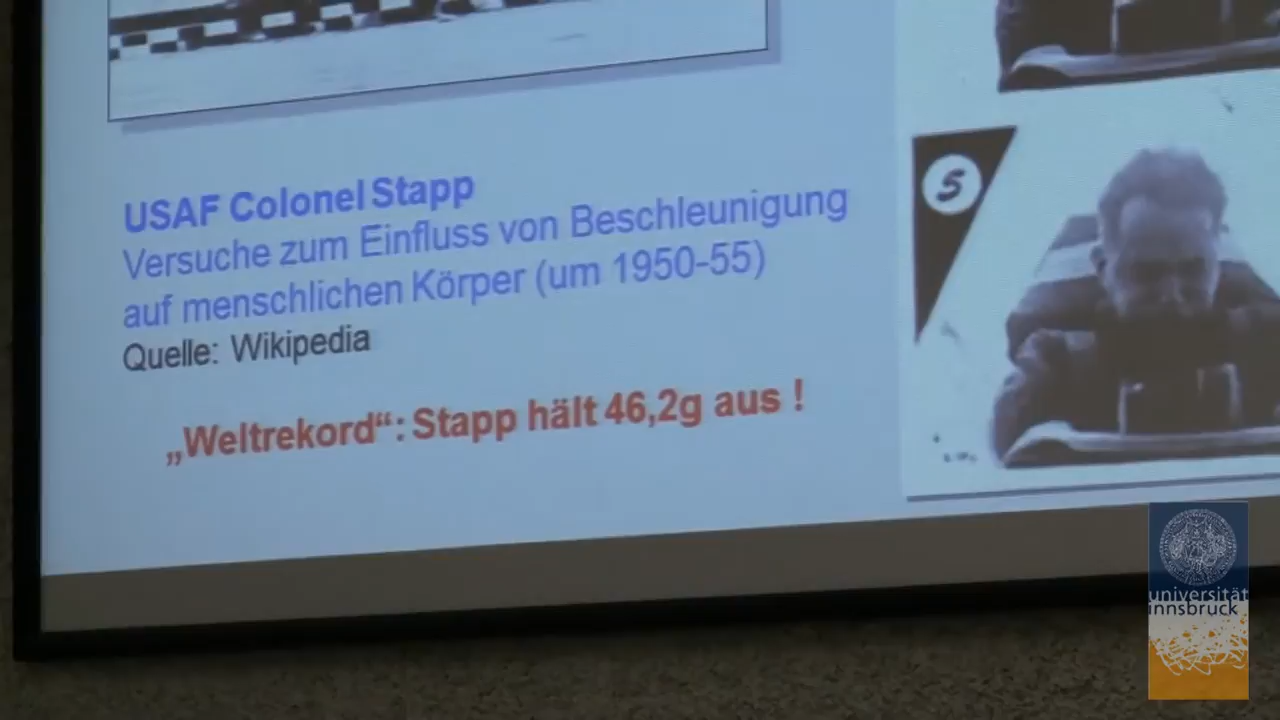 USAF Colonel Stapp
Versuche zum Einfluss von Beschleunigung
auf menschlichen Körper (um 1950-55)
Quelle: Wikipedia
„Weltrekord“: Stapp hält 46,2g aus !
5
universität
innsbruck